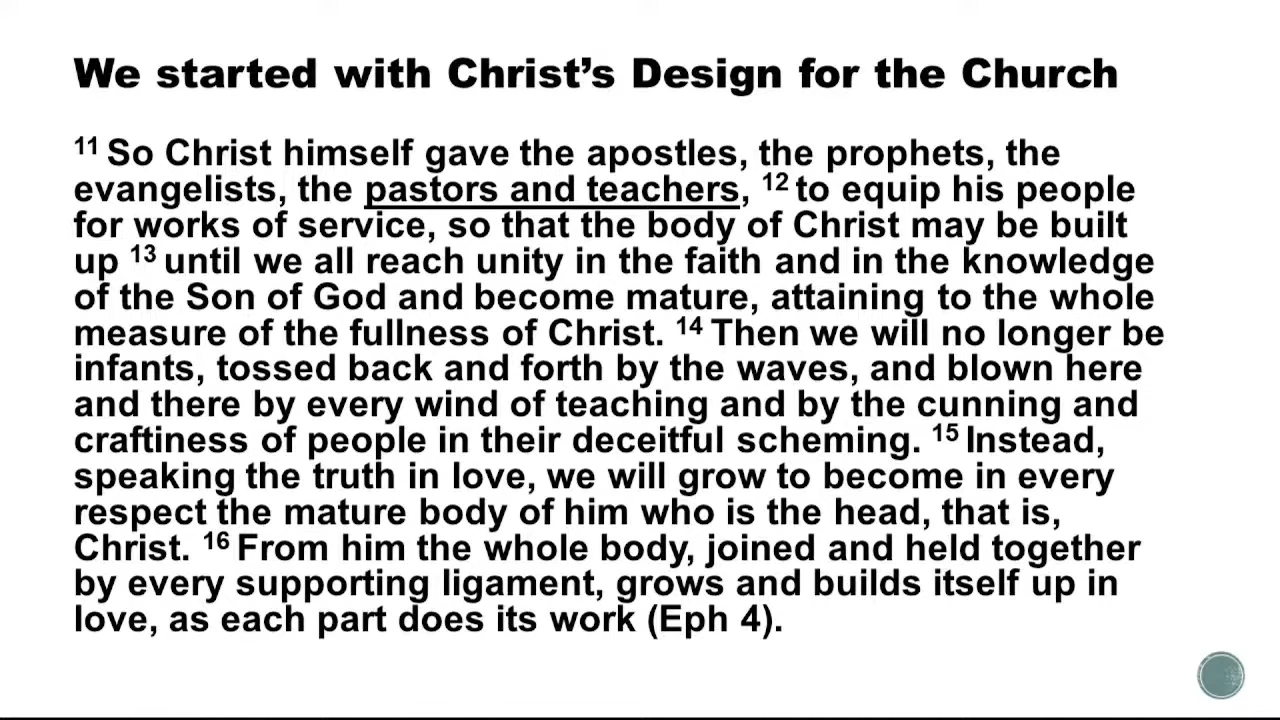 We started with Christ’s Design for the Church
11 So Christ himself gave the apostles, the prophets, the
evangelists, the pastors and teachers, 12 to equip his people
for works of service, so that the body of Christ may be built
up 13 until we all reach unity in the faith and in the knowledge
of the Son of God and become mature, attaining to the whole
measure of the fullness of Christ. 14 Then we will no longer be
infants, tossed back and forth by the waves, and blown here
and there by every wind of teaching and by the cunning and
craftiness of people in their deceitful scheming. 15 Instead,
speaking the truth in love, we will grow to become in every
respect the mature body of him who is the head, that is,
Christ. 16 From him the whole body, joined and held together
by every supporting ligament, grows and builds itself up in
love, as each part does its work (Eph 4).